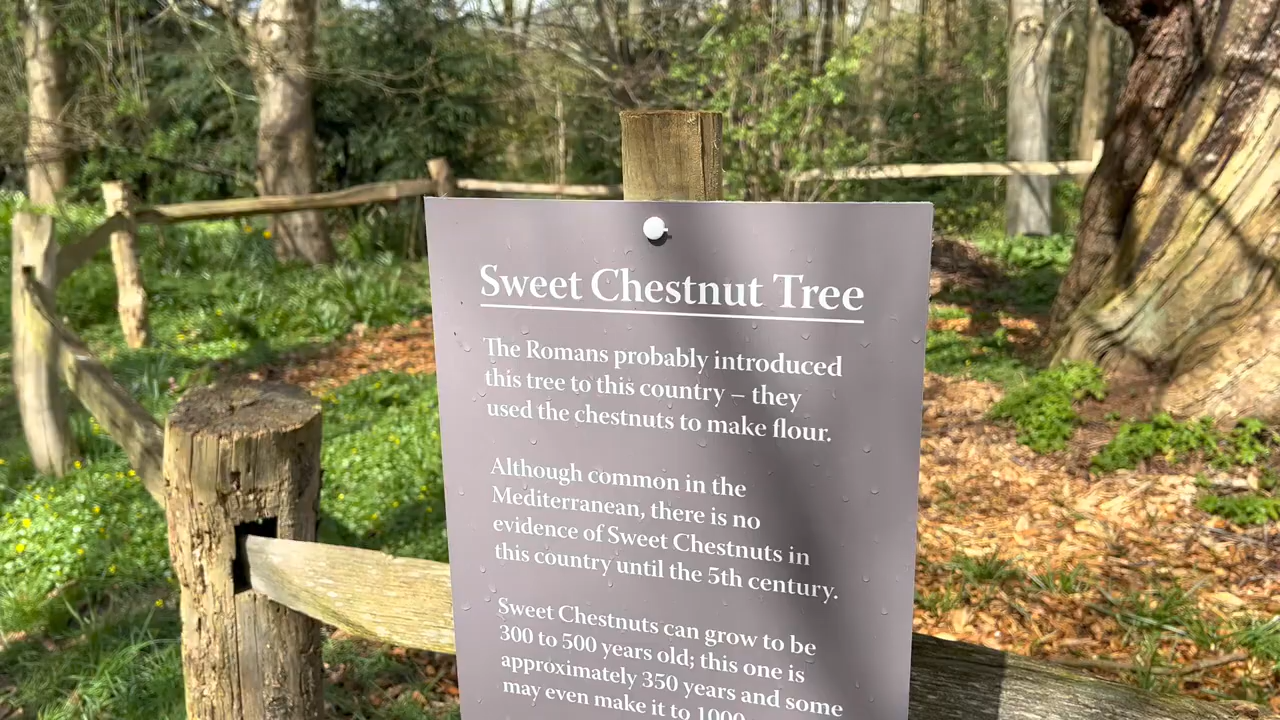 Sweet Chestnut Tree
The Romans probably introduced
this tree to this country – they
used the chestnuts to make flour.
Although common in the
Mediterranean, there is no
evidence of Sweet Chestnuts in
this country until the 5th century.
Sweet Chestnuts can grow to be
300 to 500 years old; this one is
approximately 350 years and some
may even make it to 1000